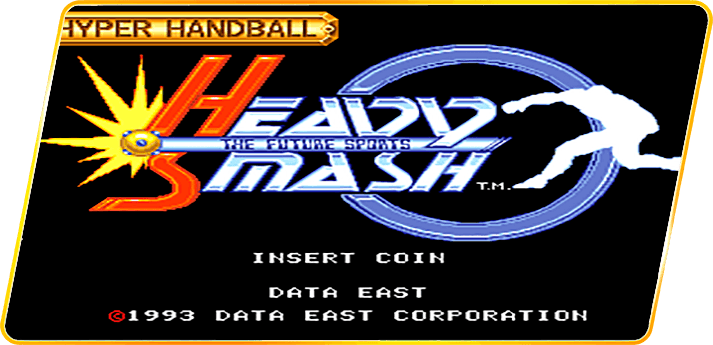 HYPER HANDBALL
HEAVY
THE FUTURE SPORTS
SMASH T.M.
INSERT COIN
DATA EAST
©1993 DATA EAST CORPORATION